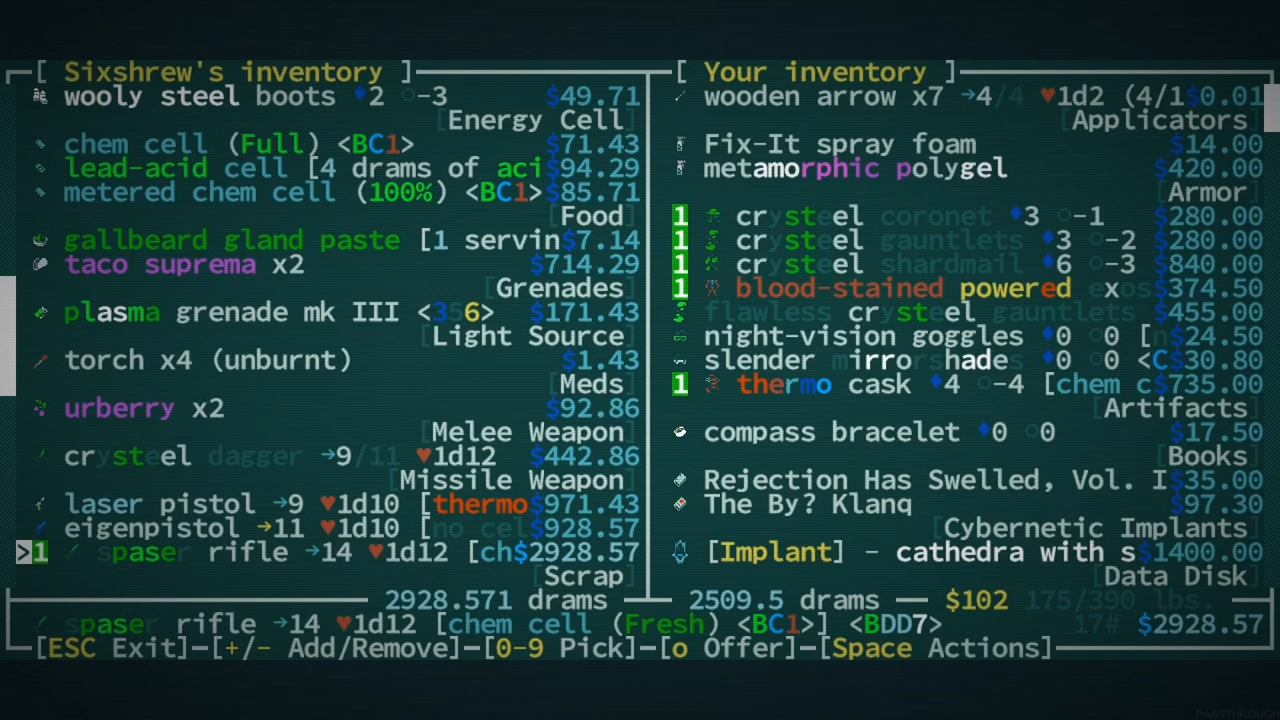 [ Sixshrew's inventory ]
wooly steel boots ♦2 ○-3 $49.71
[Energy Cell]
chem cell (Full) <BC1> $71.43
lead-acid cell [4 drams of aci $94.29
metered chem cell (100%) <BC1> $85.71
[Food]
gallbeard gland paste [1 servin $7.14
taco suprema x2 $714.29
[Grenades]
plasma grenade mk III <356> $171.43
[Light Source]
torch x4 (unburnt) $1.43
[Meds]
urberry x2 $92.86
[Melee Weapon]
crysteel dagger →9/11 ♥1d12 $442.86
[Missile Weapon]
laser pistol →9 ♥1d10 [thermo $971.43
eigenpistol →11 ♥1d10 [no cel $928.57
>1 spaser rifle →14 ♥1d12 [ch $2928.57
[Scrap]
2928.571 drams
[ Your inventory ]
wooden arrow x7 →4/4 ♥1d2 (4/1 $0.01
[Applicators]
Fix-It spray foam $14.00
metamorphic polygel $420.00
[Armor]
1 crysteel coronet ♦3 ○-1 $280.00
1 crysteel gauntlets ♦3 ○-2 $280.00
1 crysteel shardmail ♦6 ○-3 $840.00
1 blood-stained powered exos $374.50
flawless crysteel gauntlets $455.00
night-vision goggles ♦0 ○0 [n $24.50
slender mirrorshades ♦0 ○0 <C $30.80
1 thermo cask ♦4 ○-4 [chem c $735.00
[Artifacts]
compass bracelet ♦0 ○0 $17.50
[Books]
Rejection Has Swelled, Vol. I $35.00
The By? Klanq $97.30
[Cybernetic Implants]
[Implant] - cathedra with s $1400.00
[Data Disk]
2509.5 drams $102 175/390 lbs.
spaser rifle →14 ♥1d12 [chem cell (Fresh) <BC1>] <BDD7> 17# $2928.57
[ESC Exit]-[+/- Add/Remove]-[0-9 Pick]-[o Offer]-[Space Actions]
PASSTHROUGH